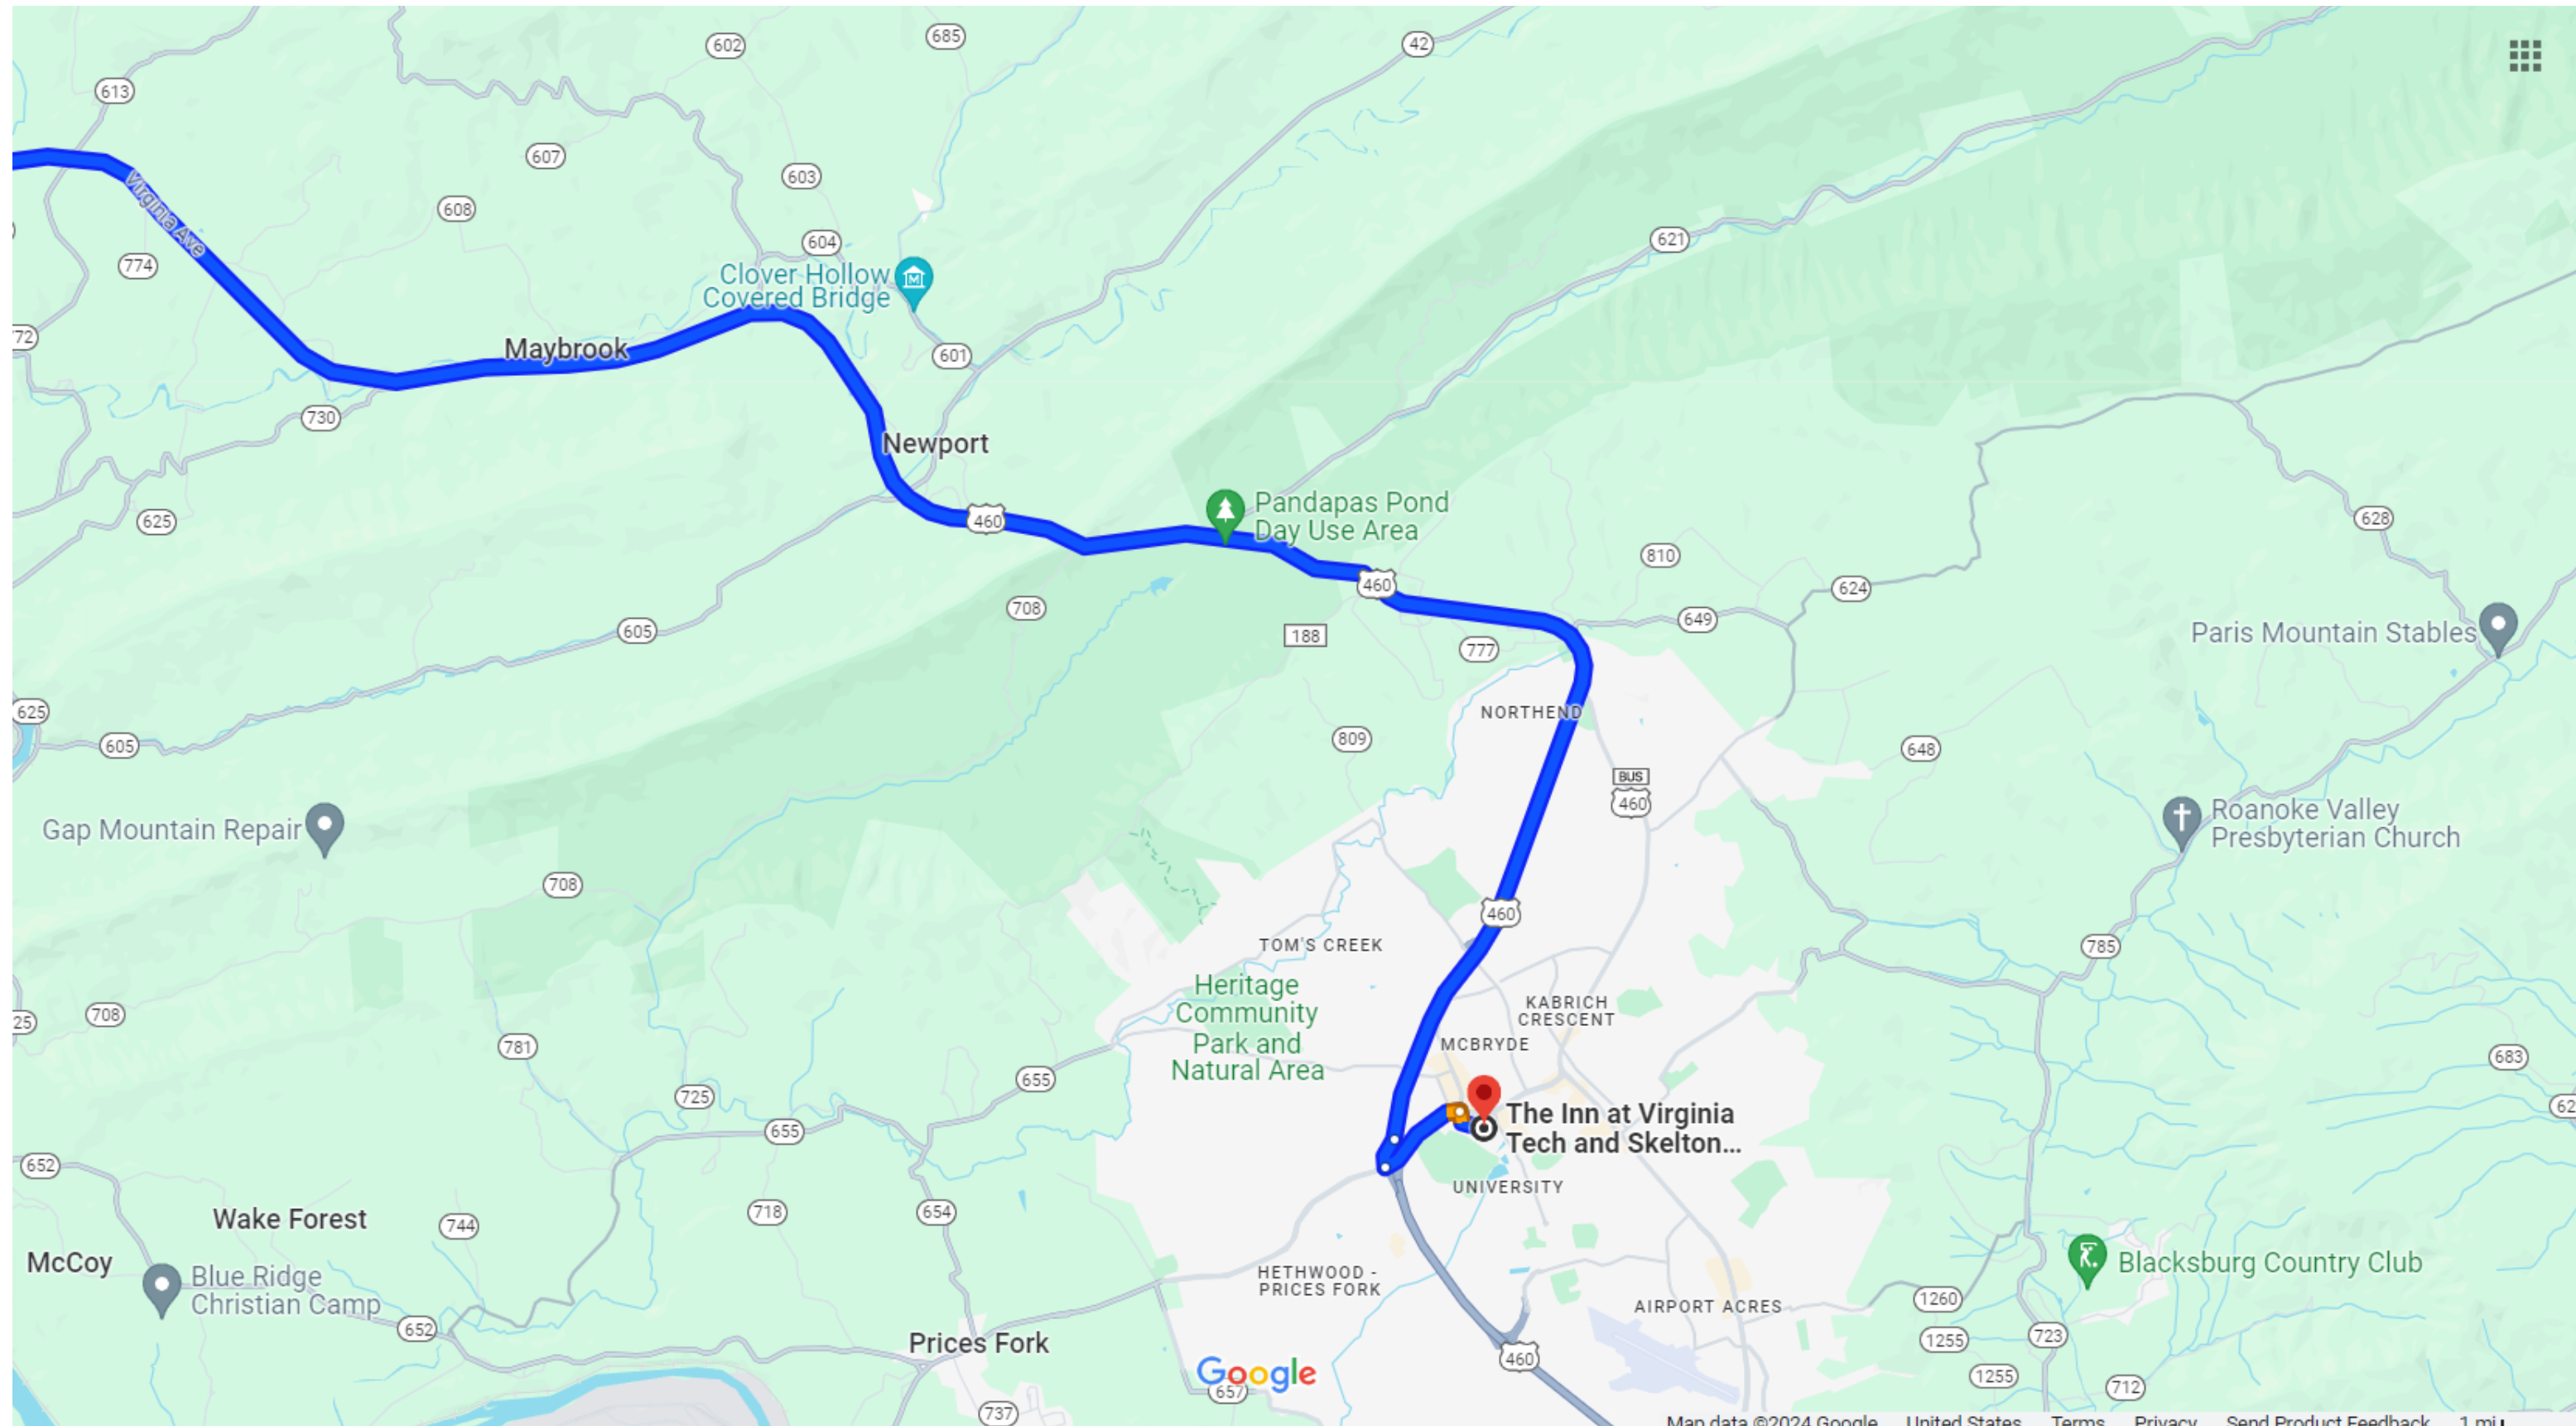 685
602
42
613
607
603
608
Virginia Ave
604
621
774
Clover Hollow
Covered Bridge
72
Maybrook
601
730
Newport
Pandapas Pond
Day Use Area
625
460
628
810
460
624
708
605
188
649
777
Paris Mountain Stables
625
NORTHEND
605
809
648
BUS
460
Gap Mountain Repair
Roanoke Valley
Presbyterian Church
708
460
TOM'S CREEK
785
Heritage
Community
Park and
Natural Area
KABRICH
CRESCENT
25
708
781
MCBRYDE
683
655
725
62
The Inn at Virginia
Tech and Skelton...
655
652
UNIVERSITY
Wake Forest
744
718
654
McCoy
Blue Ridge
Christian Camp
HETHWOOD -
PRICES FORK
Blacksburg Country Club
AIRPORT ACRES
1260
652
Prices Fork
460
1255
723
Google
657
1255
712
737
Map data ©2024 Google United States Terms Privacy Send Product Feedback 1 mi